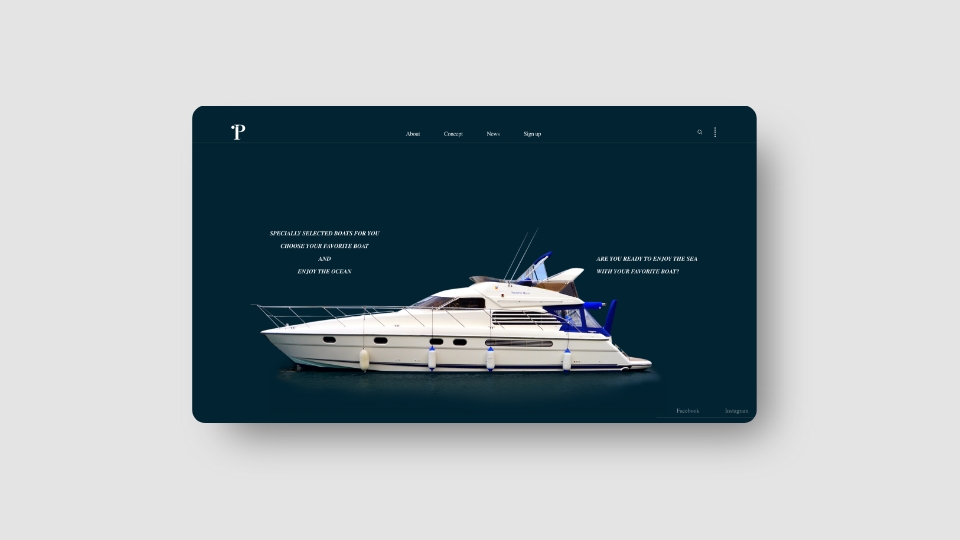 P
About Concept News Sign up
SPECIALLY SELECTED BOATS FOR YOU
CHOOSE YOUR FAVORITE BOAT
AND
ENJOY THE OCEAN
ARE YOU READY TO ENJOY THE SEA
WITH YOUR FAVORITE BOAT?
Facebook Instagram